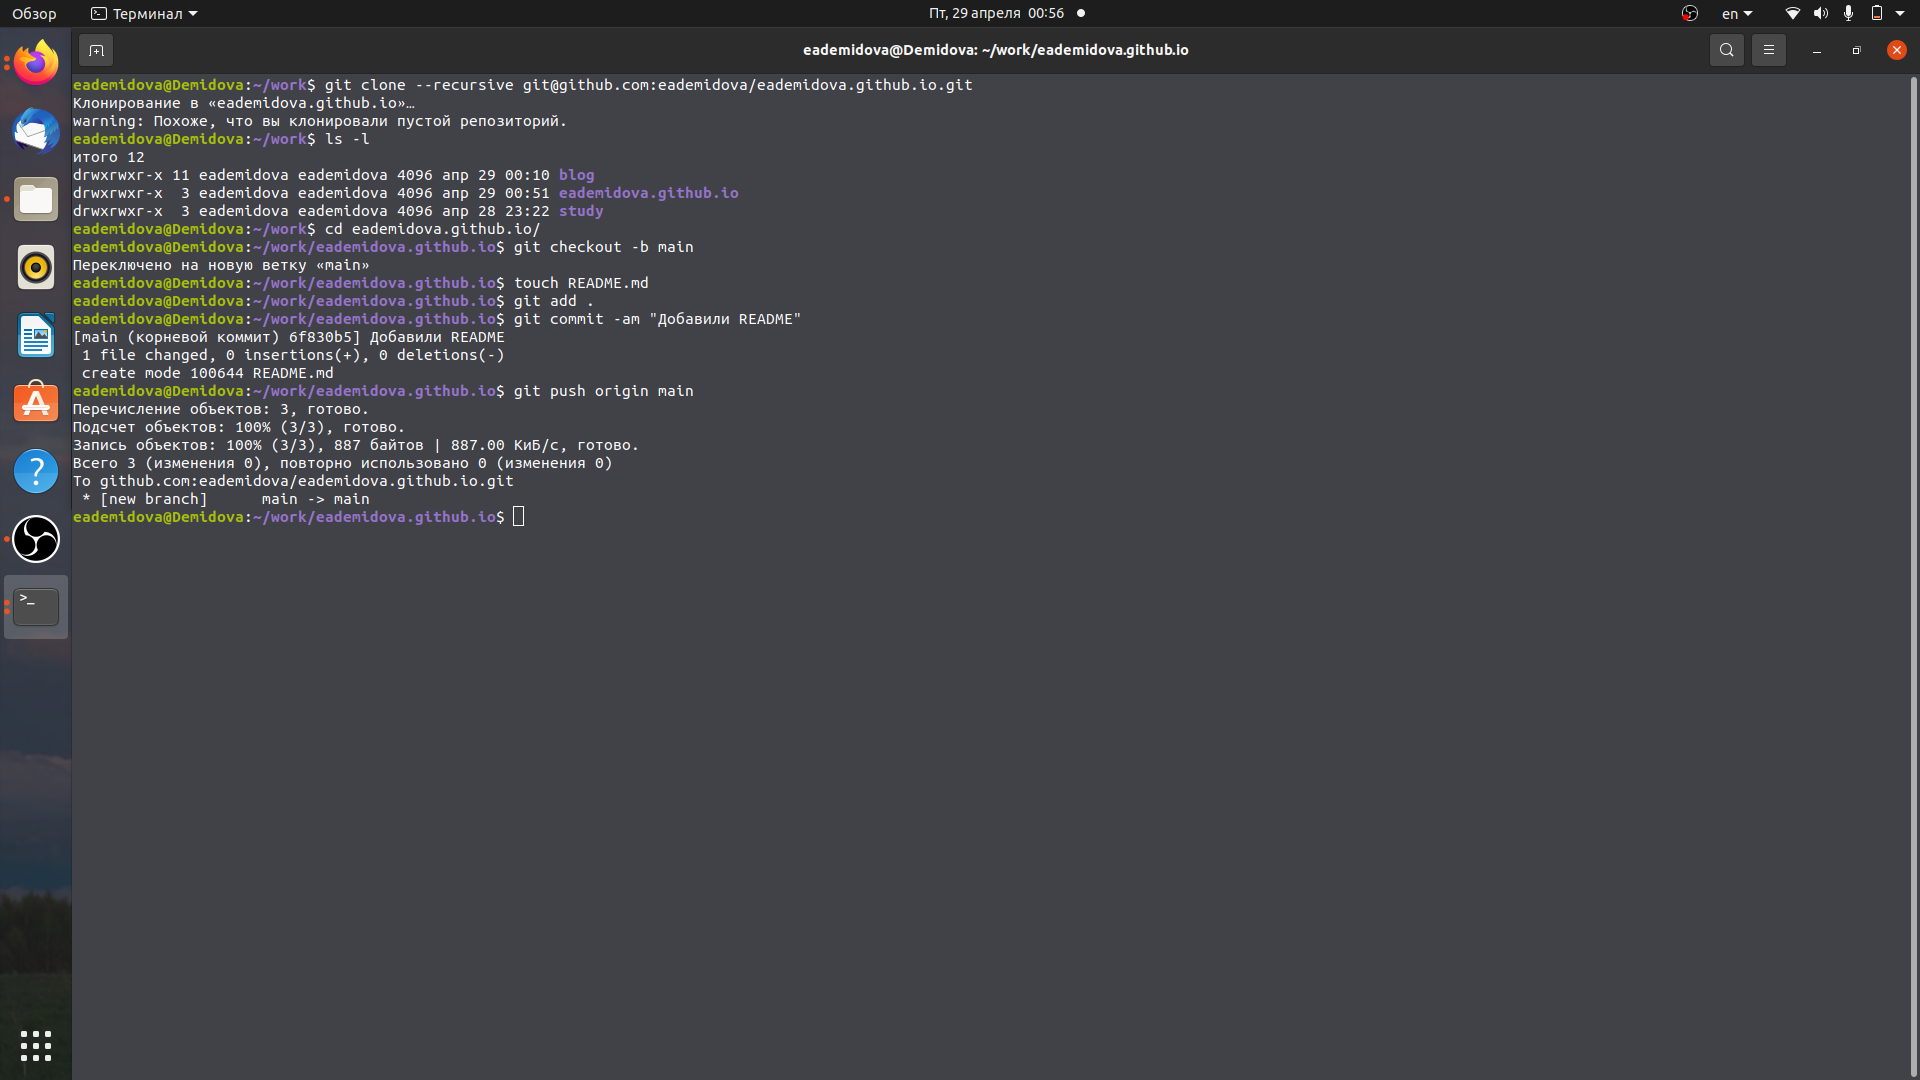 Обзор
Терминал
Пт, 29 апреля 00:56
en
eademidova@Demidova: ~/work/eademidova.github.io
eademidova@Demidova:~/work$ git clone --recursive git@github.com:eademidova/eademidova.github.io.git
Клонирование в «eademidova.github.io»…
warning: Похоже, что вы клонировали пустой репозиторий.
eademidova@Demidova:~/work$ ls -l
итого 12
drwxrwxr-x 11 eademidova eademidova 4096 апр 29 00:10 blog
drwxrwxr-x  3 eademidova eademidova 4096 апр 29 00:51 eademidova.github.io
drwxrwxr-x  3 eademidova eademidova 4096 апр 28 23:22 study
eademidova@Demidova:~/work$ cd eademidova.github.io/
eademidova@Demidova:~/work/eademidova.github.io$ git checkout -b main
Переключено на новую ветку «main»
eademidova@Demidova:~/work/eademidova.github.io$ touch README.md
eademidova@Demidova:~/work/eademidova.github.io$ git add .
eademidova@Demidova:~/work/eademidova.github.io$ git commit -am "Добавили README"
[main (корневой коммит) 6f830b5] Добавили README
 1 file changed, 0 insertions(+), 0 deletions(-)
 create mode 100644 README.md
eademidova@Demidova:~/work/eademidova.github.io$ git push origin main
Перечисление объектов: 3, готово.
Подсчет объектов: 100% (3/3), готово.
Запись объектов: 100% (3/3), 887 байтов | 887.00 КиБ/с, готово.
Всего 3 (изменения 0), повторно использовано 0 (изменения 0)
To github.com:eademidova/eademidova.github.io.git
 * [new branch]      main -> main
eademidova@Demidova:~/work/eademidova.github.io$